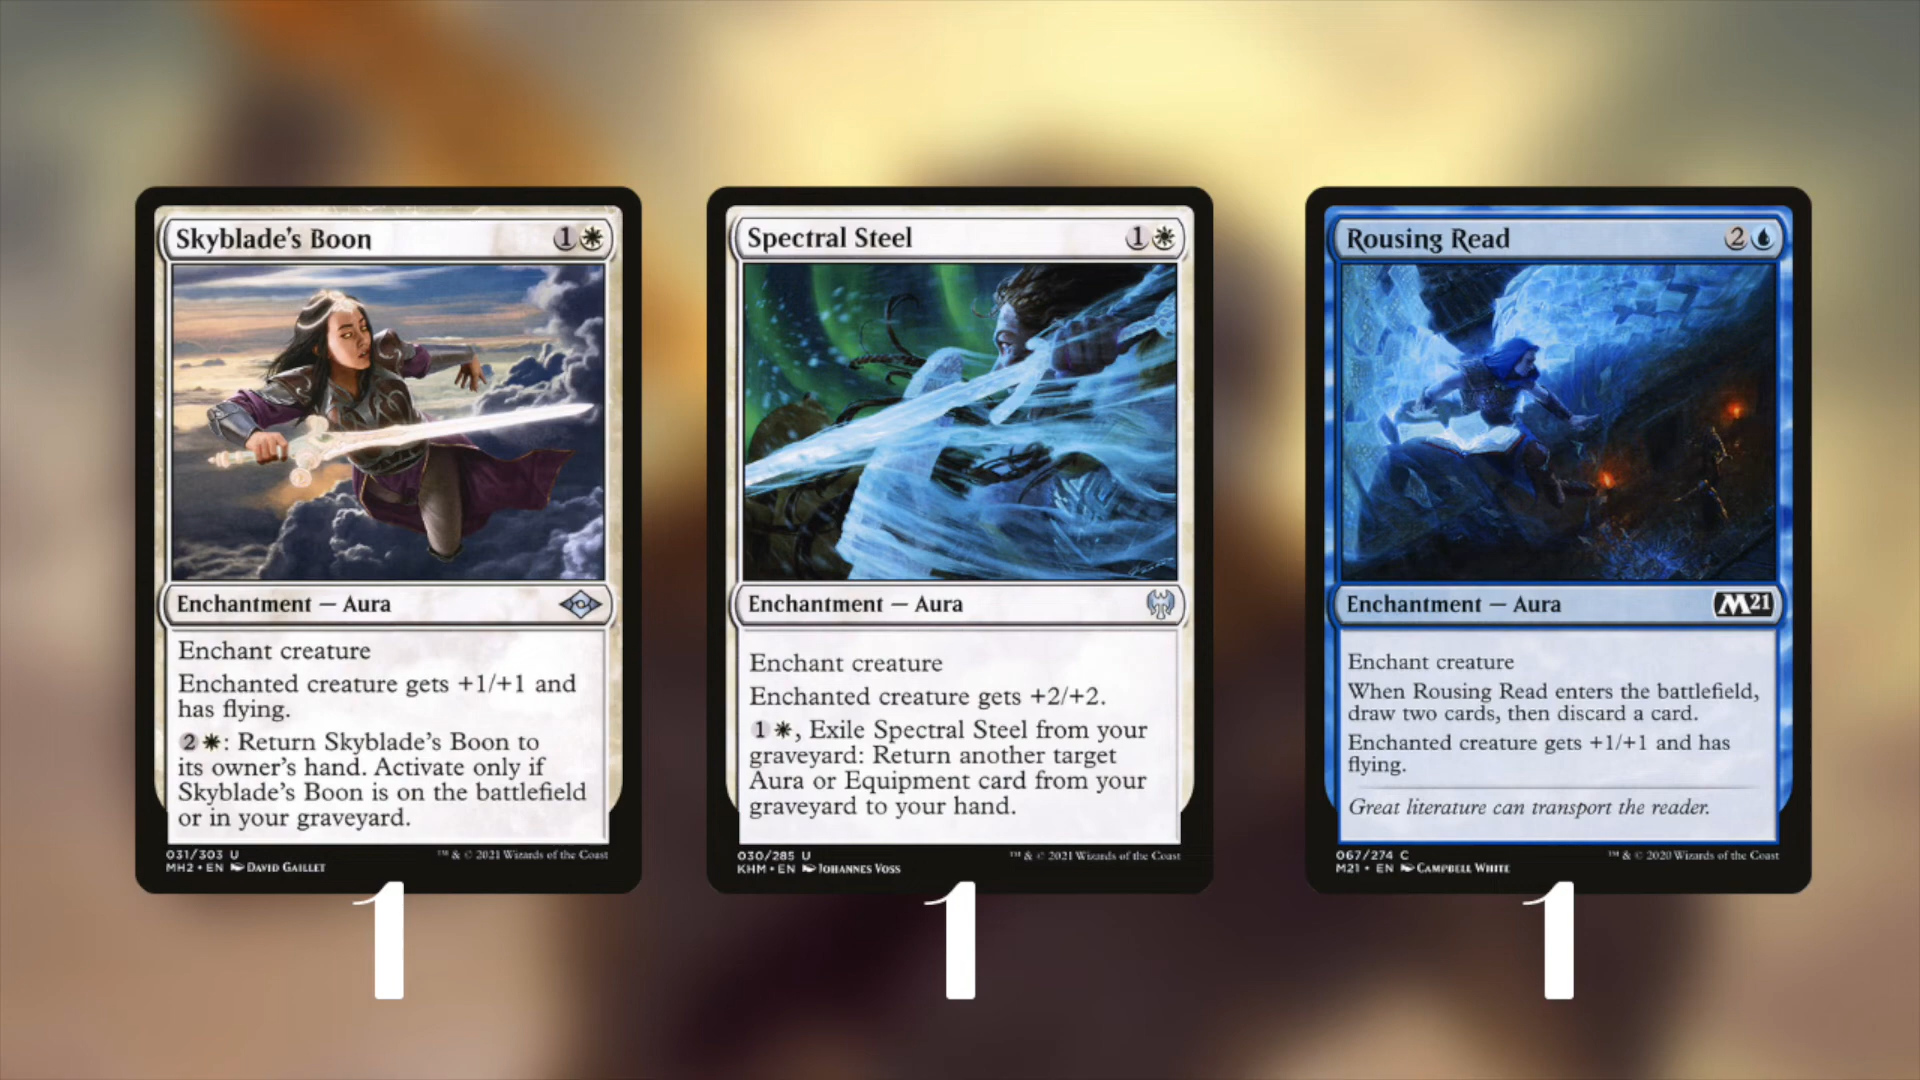 Skyblade's Boon 1
Enchantment — Aura
Enchant creature
Enchanted creature gets +1/+1 and
has flying.
2 : Return Skyblade's Boon to
its owner's hand. Activate only if
Skyblade's Boon is on the battlefield
or in your graveyard.
031/303 U
MH2 • EN DAVID GAILLET
™ & © 2021 Wizards of the Coast
1
Spectral Steel 1
Enchantment — Aura
Enchant creature
Enchanted creature gets +2/+2.
1 , Exile Spectral Steel from your
graveyard: Return another target
Aura or Equipment card from your
graveyard to your hand.
030/285 U
KHM • EN JOHANNES VOSS
™ & © 2021 Wizards of the Coast
1
Rousing Read 2
Enchantment — Aura M21
Enchant creature
When Rousing Read enters the battlefield,
draw two cards, then discard a card.
Enchanted creature gets +1/+1 and has
flying.
Great literature can transport the reader.
067/274 C
M21 • EN CAMPBELL WHITE
™ & © 2020 Wizards of the Coast
1